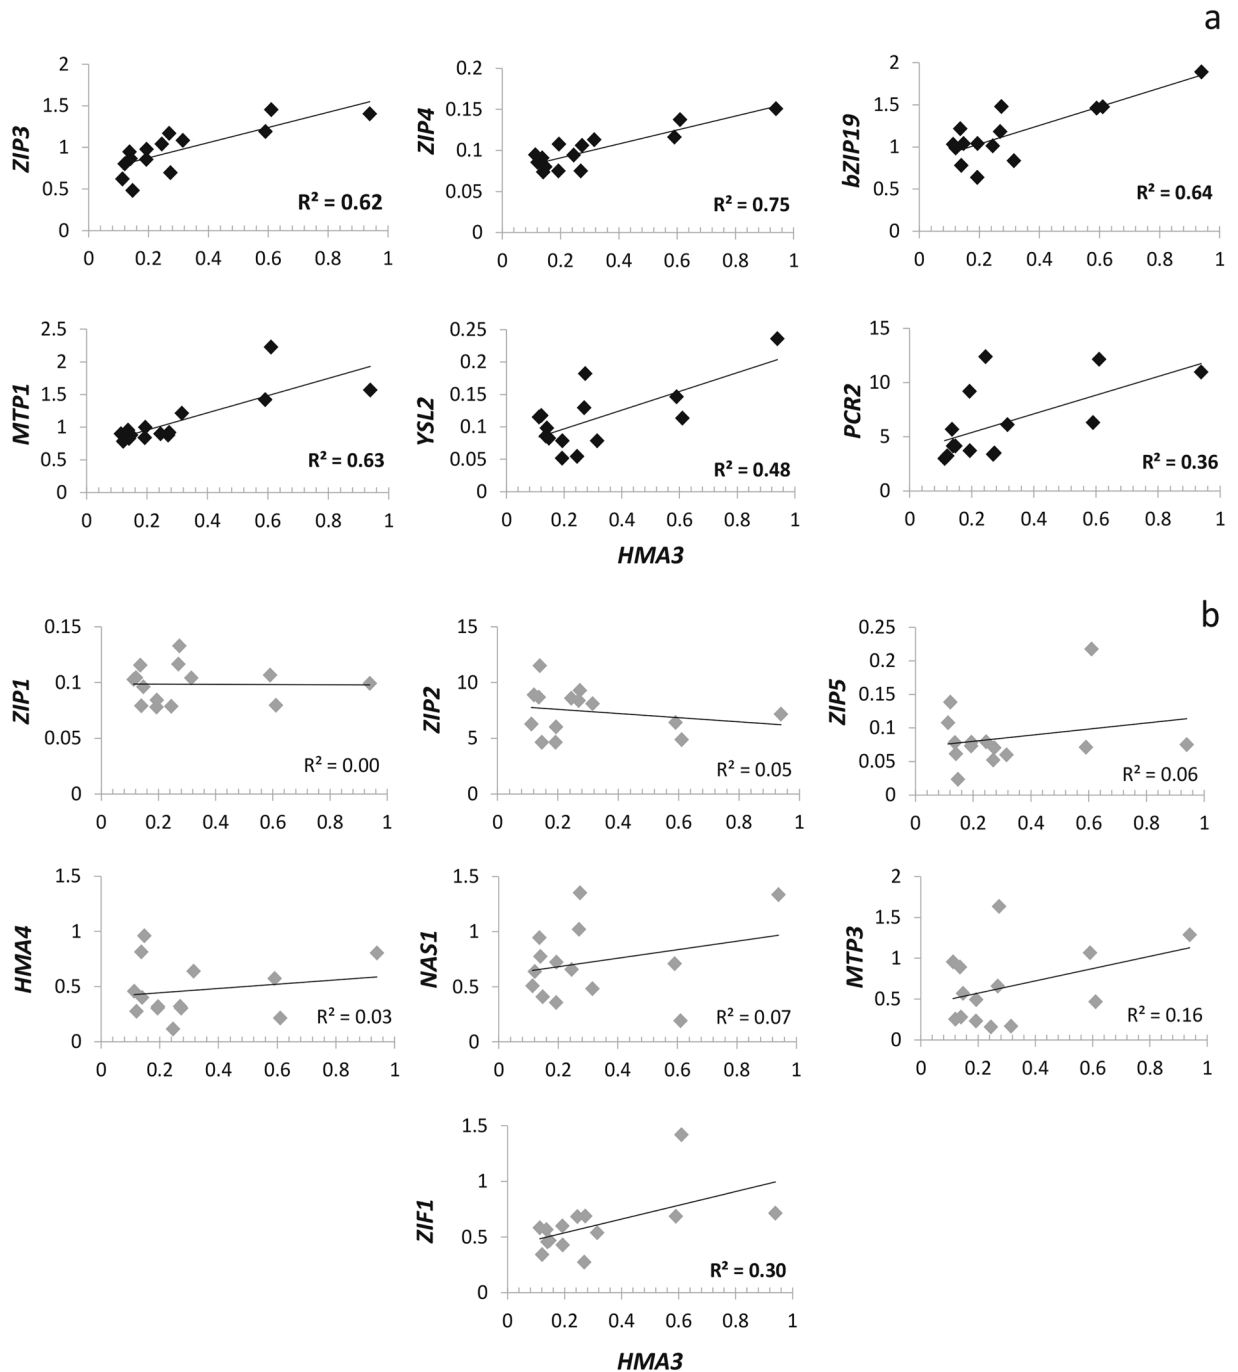 a
2
1.5
1
0.5
0
ZIP3
R² = 0.62
0 0.2 0.4 0.6 0.8 1
0.2
0.15
0.1
0.05
0
ZIP4
R² = 0.75
0 0.2 0.4 0.6 0.8 1
2
1.5
1
0.5
0
bZIP19
R² = 0.64
0 0.2 0.4 0.6 0.8 1
2.5
2
1.5
1
0.5
0
MTP1
R² = 0.63
0 0.2 0.4 0.6 0.8 1
0.25
0.2
0.15
0.1
0.05
0
YSL2
R² = 0.48
0 0.2 0.4 0.6 0.8 1
15
10
5
0
PCR2
R² = 0.36
0 0.2 0.4 0.6 0.8 1
HMA3
b
0.15
0.1
0.05
0
ZIP1
R² = 0.00
0 0.2 0.4 0.6 0.8 1
15
10
5
0
ZIP2
R² = 0.05
0 0.2 0.4 0.6 0.8 1
0.25
0.2
0.15
0.1
0.05
0
ZIP5
R² = 0.06
0 0.2 0.4 0.6 0.8 1
1.5
1
0.5
0
HMA4
R² = 0.03
0 0.2 0.4 0.6 0.8 1
1.5
1
0.5
0
NAS1
R² = 0.07
0 0.2 0.4 0.6 0.8 1
2
1.5
1
0.5
0
MTP3
R² = 0.16
0 0.2 0.4 0.6 0.8 1
1.5
1
0.5
0
ZIF1
R² = 0.30
0 0.2 0.4 0.6 0.8 1
HMA3